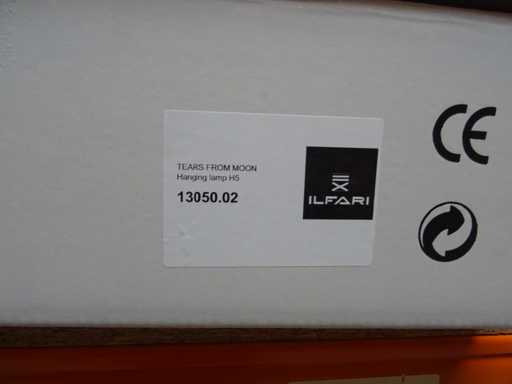 TEARS FROM MOON
Hanging lamp H5
13050.02
ILFARI
CE